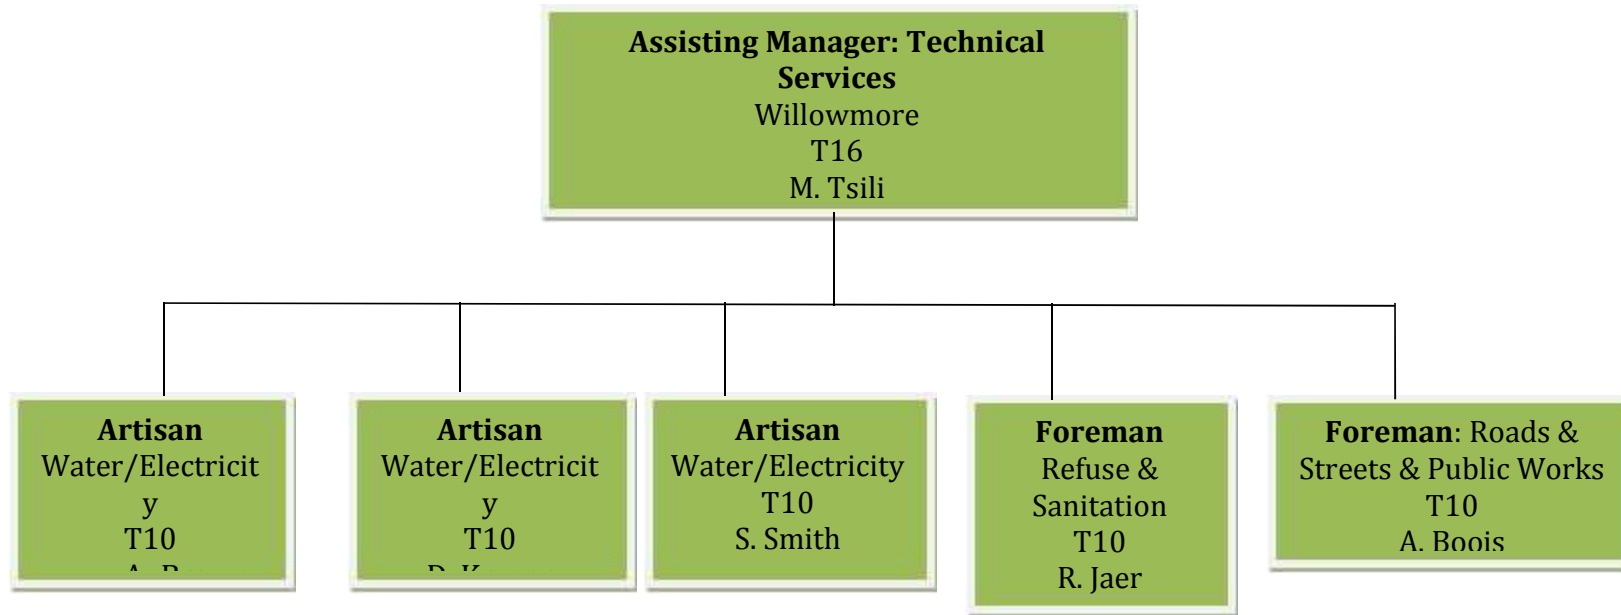 Assisting Manager: Technical
Services
Willowmore
T16
M. Tsili
Artisan
Water/Electricit
y
T10
A.
Artisan
Water/Electricit
y
T10
D.
Artisan
Water/Electricity
T10
S. Smith
Foreman
Refuse &
Sanitation
T10
R. Jaer
Foreman: Roads &
Streets & Public Works
T10
A. Boois